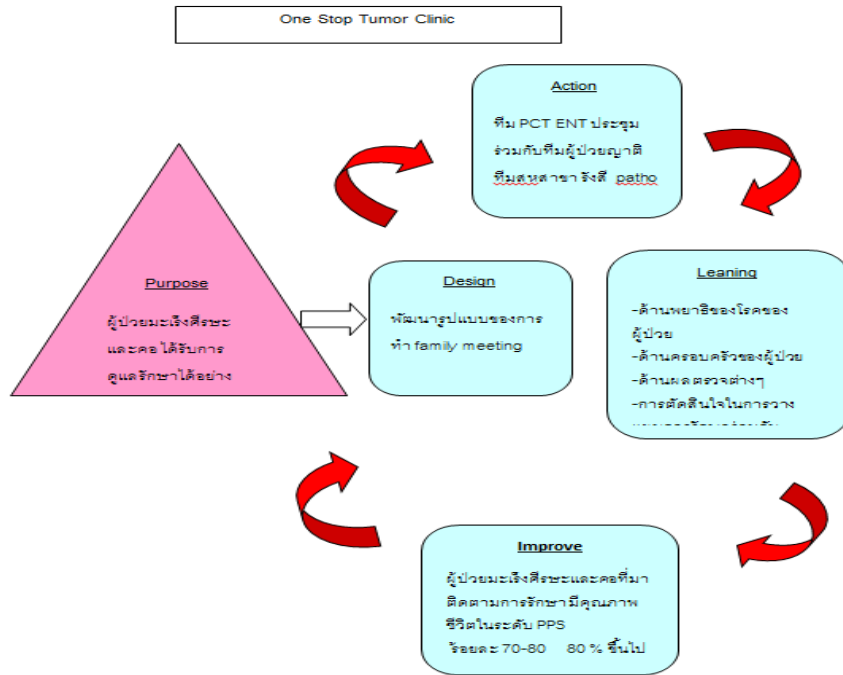 One Stop Tumor Clinic
Action
ทีม PCT ENT ประชุม
ร่วมกับทีมผู้ป่วยญาติ
ทีมสหสาขา รังสี patho
Purpose
ผู้ป่วยมะเร็งศีรษะ
และคอได้รับการ
ดูแลรักษาได้อย่าง
Design
พัฒนารูปแบบของการ
ทำ family meeting
Leaning
-ด้านพยาธิของโรคของ
ผู้ป่วย
-ด้านครอบครัวของผู้ป่วย
-ด้านผลตรวจต่างๆ
-การตัดสินใจในการวาง
Improve
ผู้ป่วยมะเร็งศีรษะและคอที่มา
ติดตามการรักษามีคุณภาพ
ชีวิตในระดับ PPS
ร้อยละ 70-80 80 % ขึ้นไป